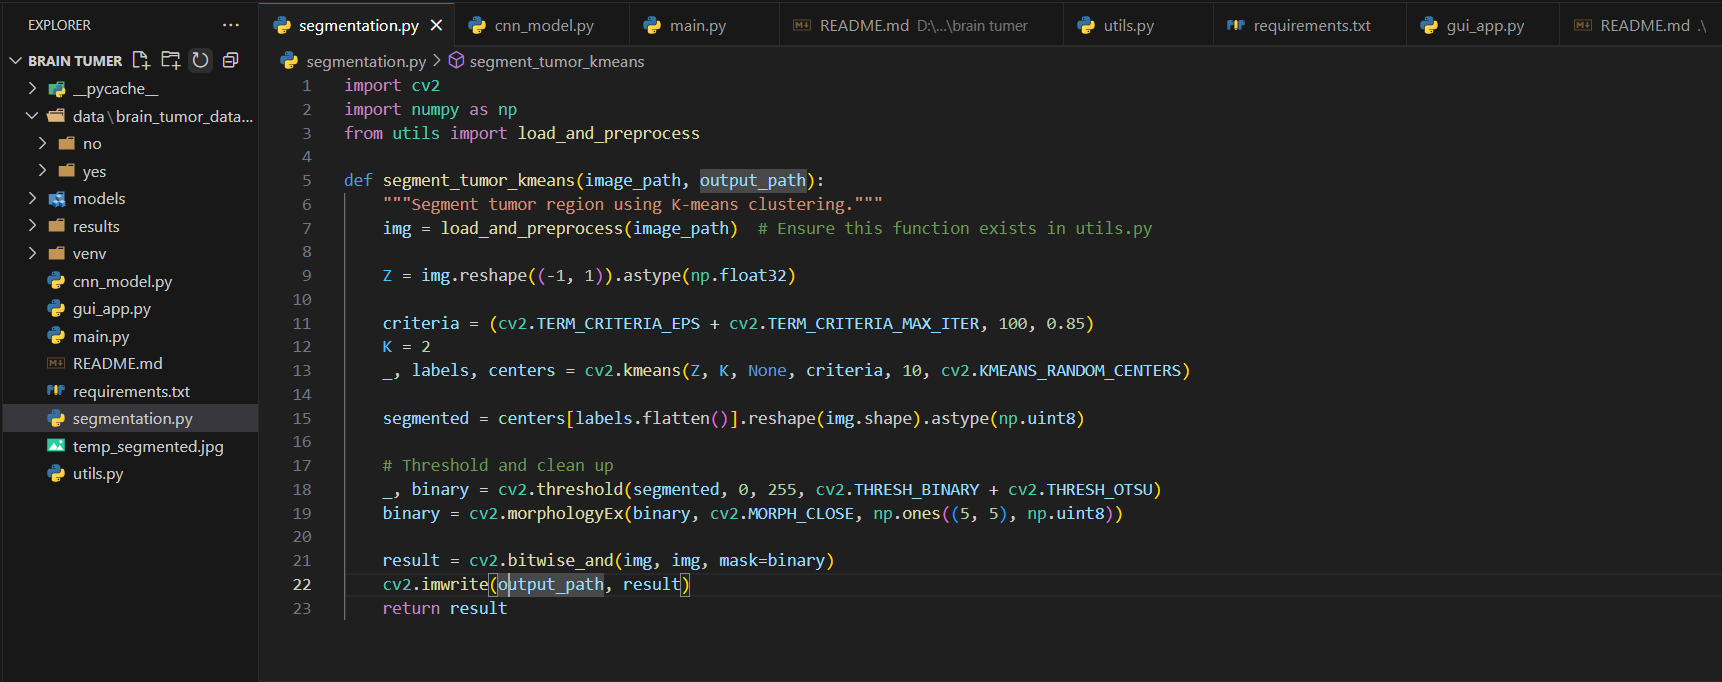 EXPLORER ...
BRAIN TUMER
__pycache__
data\brain_tumor_data...
no
yes
models
results
venv
cnn_model.py
gui_app.py
main.py
README.md
requirements.txt
segmentation.py
temp_segmented.jpg
utils.py
segmentation.py cnn_model.py main.py README.md D:\...\brain tumer utils.py requirements.txt gui_app.py README.md .\
segmentation.py > segment_tumor_kmeans
1 import cv2
2 import numpy as np
3 from utils import load_and_preprocess
4
5 def segment_tumor_kmeans(image_path, output_path):
6     """Segment tumor region using K-means clustering."""
7     img = load_and_preprocess(image_path)  # Ensure this function exists in utils.py
8
9     Z = img.reshape((-1, 1)).astype(np.float32)
10
11     criteria = (cv2.TERM_CRITERIA_EPS + cv2.TERM_CRITERIA_MAX_ITER, 100, 0.85)
12     K = 2
13     _, labels, centers = cv2.kmeans(Z, K, None, criteria, 10, cv2.KMEANS_RANDOM_CENTERS)
14
15     segmented = centers[labels.flatten()].reshape(img.shape).astype(np.uint8)
16
17     # Threshold and clean up
18     _, binary = cv2.threshold(segmented, 0, 255, cv2.THRESH_BINARY + cv2.THRESH_OTSU)
19     binary = cv2.morphologyEx(binary, cv2.MORPH_CLOSE, np.ones((5, 5), np.uint8))
20
21     result = cv2.bitwise_and(img, img, mask=binary)
22     cv2.imwrite(output_path, result)
23     return result